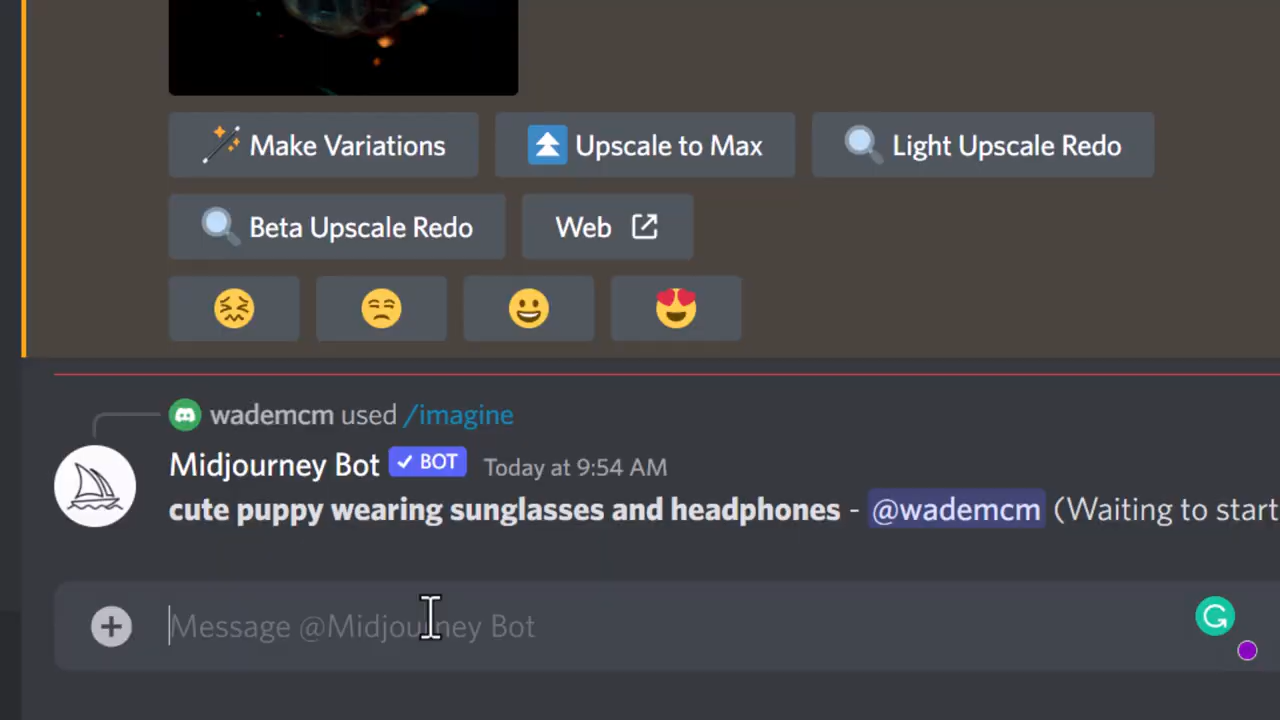 Make Variations
Upscale to Max
Light Upscale Redo
Beta Upscale Redo
Web
wademcm used /imagine
Midjourney Bot ✓ BOT Today at 9:54 AM
cute puppy wearing sunglasses and headphones - @wademcm (Waiting to start
Message @Midjourney Bot